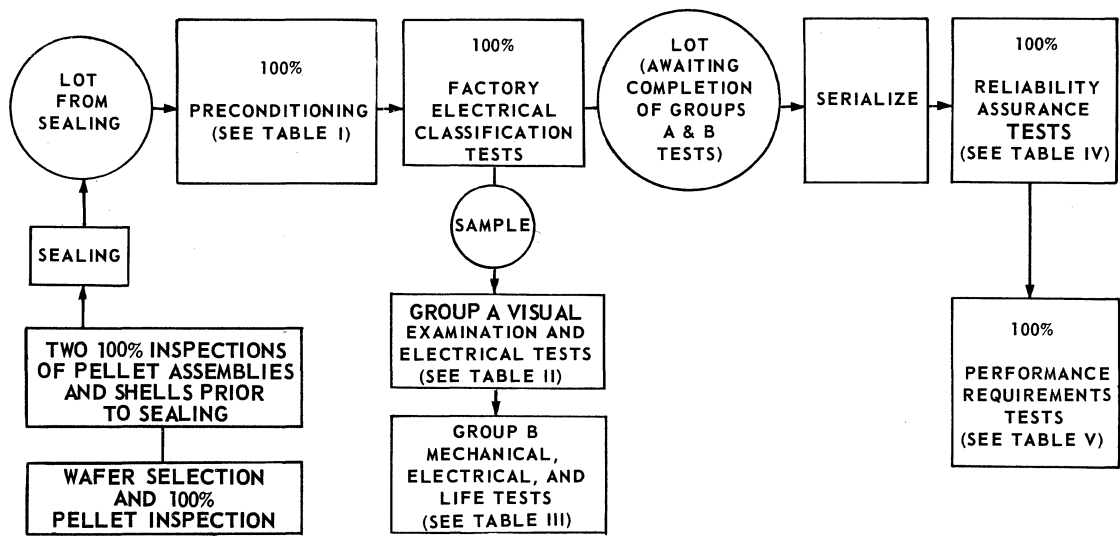 LOT
FROM
SEALING
100%
PRECONDITIONING
(SEE TABLE I)
100%
FACTORY
ELECTRICAL
CLASSIFICATION
TESTS
LOT
(AWAITING
COMPLETION
OF GROUPS
A & B
TESTS)
SERIALIZE
100%
RELIABILITY
ASSURANCE
TESTS
(SEE TABLE IV)
SEALING
SAMPLE
TWO 100% INSPECTIONS
OF PELLET ASSEMBLIES
AND SHELLS PRIOR
TO SEALING
WAFER SELECTION
AND 100%
PELLET INSPECTION
GROUP A VISUAL
EXAMINATION AND
ELECTRICAL TESTS
(SEE TABLE II)
GROUP B
MECHANICAL,
ELECTRICAL, AND
LIFE TESTS
(SEE TABLE III)
100%
PERFORMANCE
REQUIREMENTS
TESTS
(SEE TABLE V)